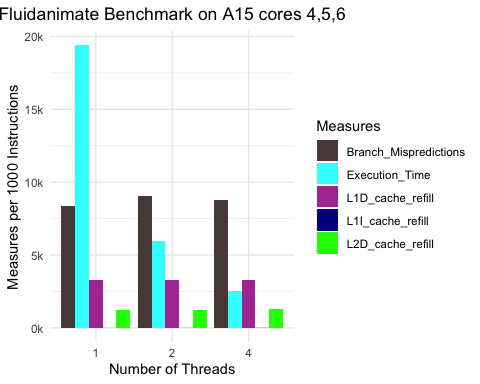 Fluidanimate Benchmark on A15 cores 4,5,6
20k
15k
10k
5k
0k
Measures per 1000 Instructions
1 2 4
Number of Threads
Measures
Branch_Mispredictions
Execution_Time
L1D_cache_refill
L1I_cache_refill
L2D_cache_refill